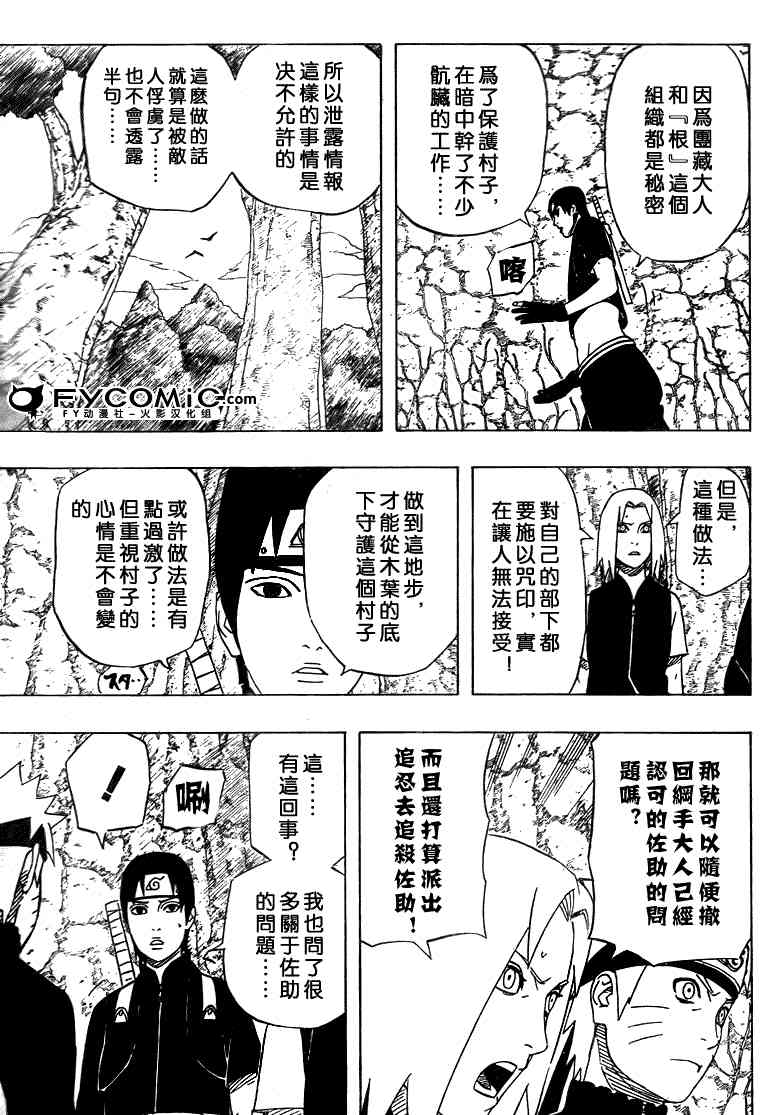 因爲團藏大人
和『根』這個
組織都是秘密
爲了保護村子，
在暗中幹了不少
骯臟的工作……
喀
所以泄露情報
這樣的事情是
決不允許的
這麼做的話
就算是被敵
人俘虜了……
也不會透露
半句……
FYCOMIC.com
FY动漫社-火影汉化组
但是，
這種做法…
對自己的部下都
要施以咒印，實
在讓人無法接受！
做到這地步，
才能從木葉的底
下守護這個村子
或許做法是有
點過激了……
但重視村子的
心情是不會變
的
スタ…
那就可以隨便撤
回綱手大人已經
認可的佐助的問
題嗎？
而且還打算派出
追忍去追殺佐助！
這……
有這回事？
我也問了很
多關于佐助
的問題……
唰
！